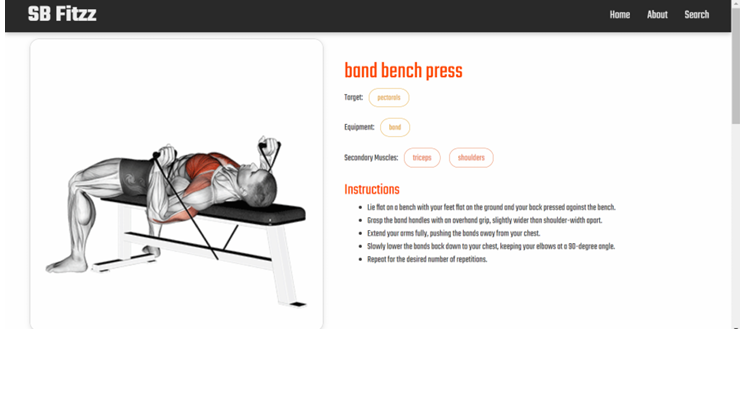 SB Fitzz
Home About Search
band bench press
Target: pectorals
Equipment: band
Secondary Muscles: triceps shoulders
Instructions
Lie flat on a bench with your feet flat on the ground and your back pressed against the bench.
Grasp the band handles with an overhand grip, slightly wider than shoulder-width apart.
Extend your arms fully, pushing the bands away from your chest.
Slowly lower the bands back down to your chest, keeping your elbows at a 90-degree angle.
Repeat for the desired number of repetitions.